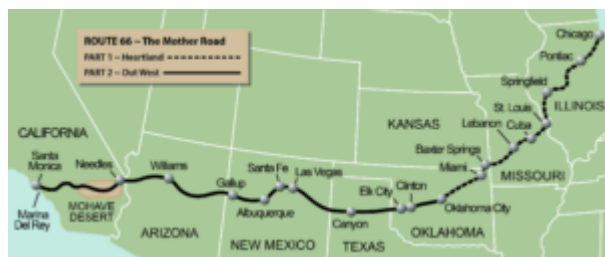 ROUTE 66 – The Mother Road
PART 1 – Heartland
PART 2 – Out West
Chicago
Pontiac
Springfield
ILLINOIS
St. Louis
Cuba
Lebanon
KANSAS
Baxter Springs
Miami
MISSOURI
CALIFORNIA
Santa
Monica
Needles
Williams
Santa Fe
Las Vegas
Gallup
Elk City
Clinton
Marina
Del Rey
MOHAVE
DESERT
Albuquerque
Canyon
Oklahoma City
ARIZONA
NEW MEXICO
TEXAS
OKLAHOMA